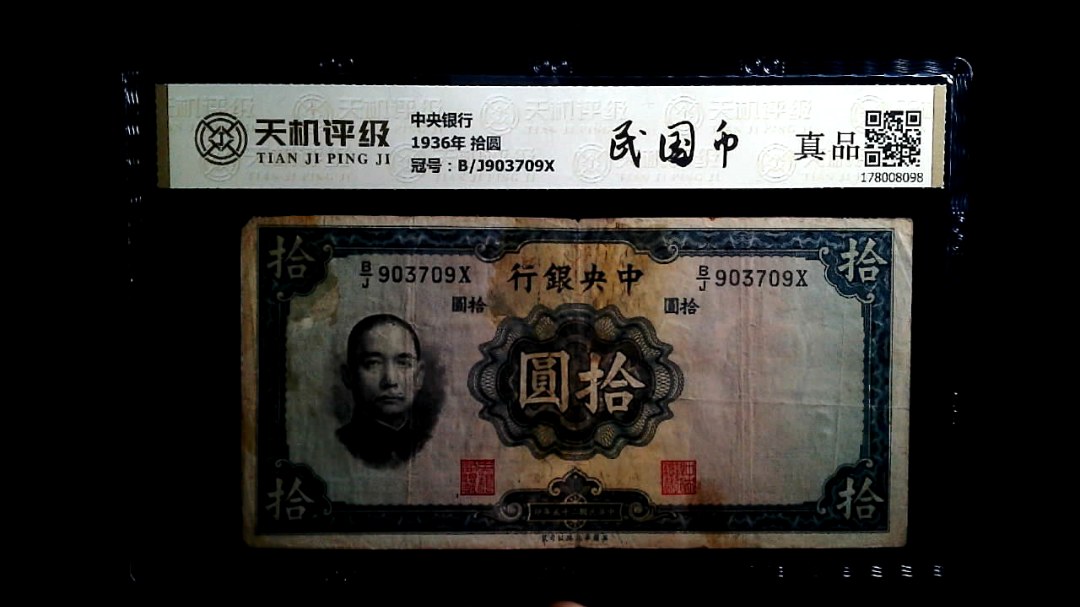 天机评级
TIAN JI PING JI
中央银行
1936年 拾圆
冠号：B/J903709X
民国币
真品
178008098
拾
拾
B/J 903709X
行銀央中
B/J 903709X
圓拾
圓拾
圓拾
拾
拾